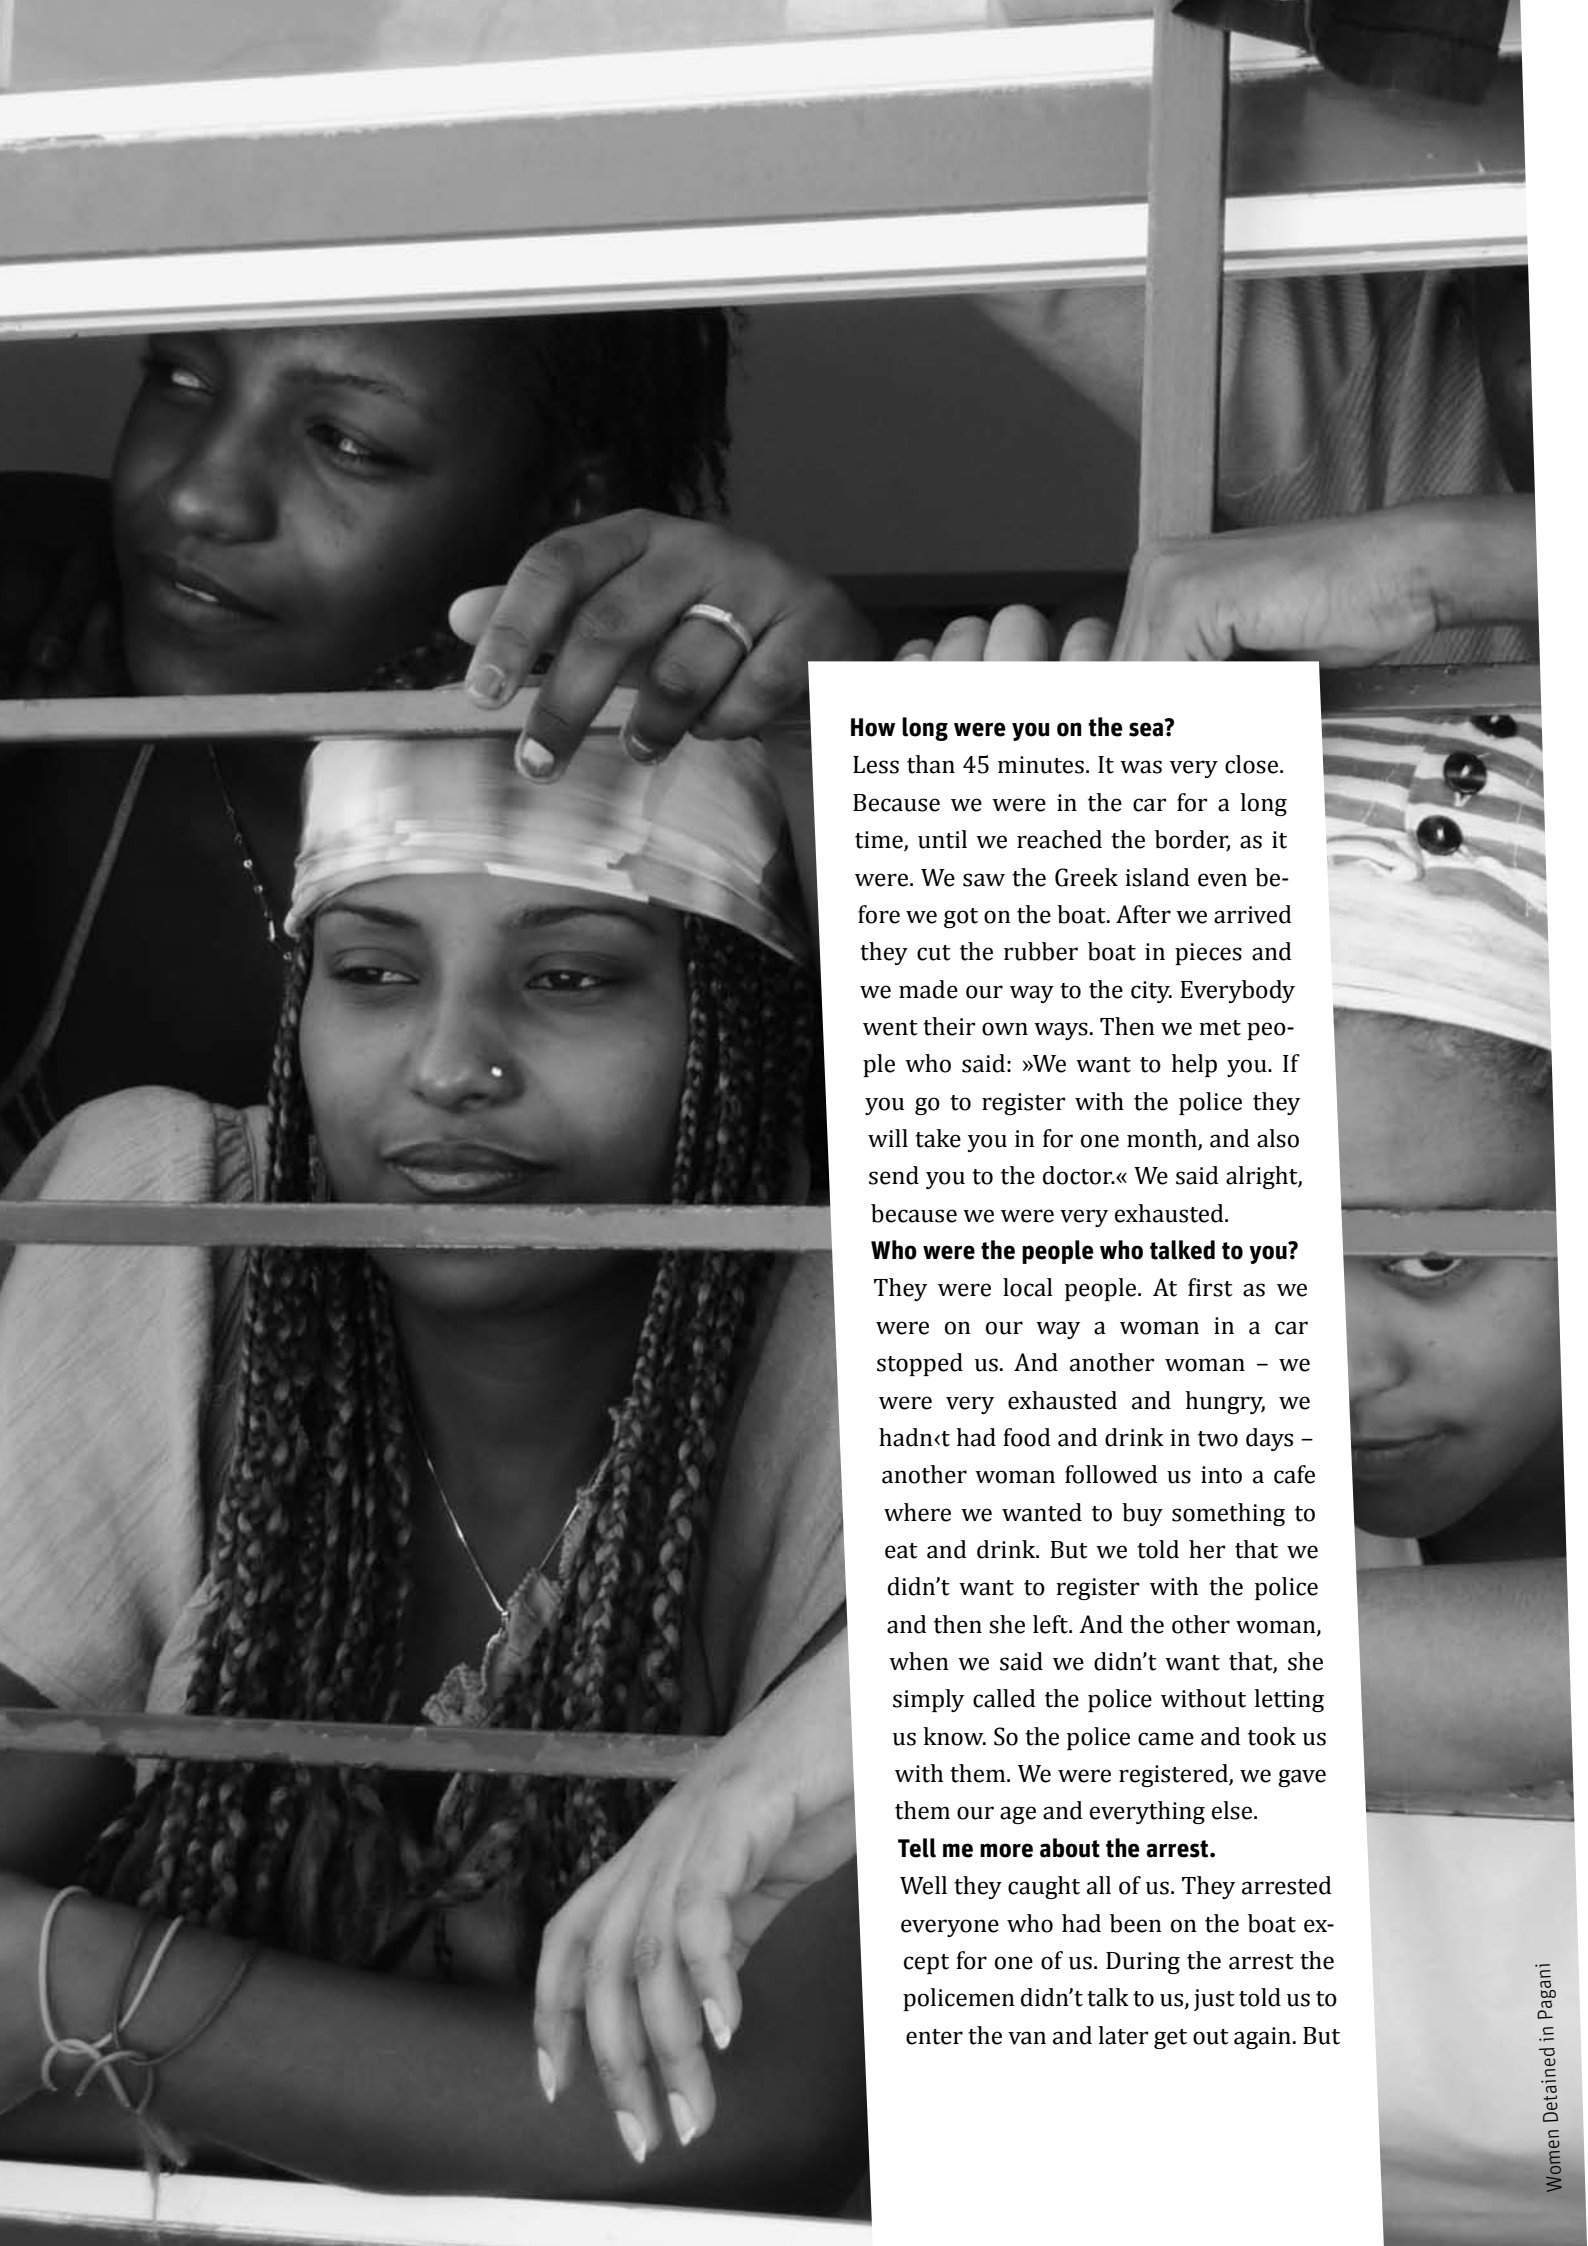 How long were you on the sea?
Less than 45 minutes. It was very close.
Because we were in the car for a long
time, until we reached the border, as it
were. We saw the Greek island even be-
fore we got on the boat. After we arrived
they cut the rubber boat in pieces and
we made our way to the city. Everybody
went their own ways. Then we met peo-
ple who said: »We want to help you. If
you go to register with the police they
will take you in for one month, and also
send you to the doctor.« We said alright,
because we were very exhausted.
Who were the people who talked to you?
They were local people. At first as we
were on our way a woman in a car
stopped us. And another woman – we
were very exhausted and hungry, we
hadn‹t had food and drink in two days –
another woman followed us into a cafe
where we wanted to buy something to
eat and drink. But we told her that we
didn’t want to register with the police
and then she left. And the other woman,
when we said we didn’t want that, she
simply called the police without letting
us know. So the police came and took us
with them. We were registered, we gave
them our age and everything else.
Tell me more about the arrest.
Well they caught all of us. They arrested
everyone who had been on the boat ex-
cept for one of us. During the arrest the
policemen didn’t talk to us, just told us to
enter the van and later get out again. But
Women Detained in Pagani